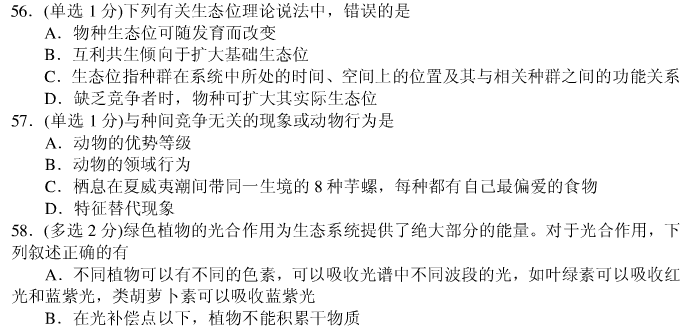 56．(单选 1 分)下列有关生态位理论说法中，错误的是
A．物种生态位可随发育而改变
B．互利共生倾向于扩大基础生态位
C．生态位指种群在系统中所处的时间、空间上的位置及其与相关种群之间的功能关系
D．缺乏竞争者时，物种可扩大其实际生态位
57．(单选 1 分)与种间竞争无关的现象或动物行为是
A．动物的优势等级
B．动物的领域行为
C．栖息在夏威夷潮间带同一生境的 8 种芋螺，每种都有自己最偏爱的食物
D．特征替代现象
58．(多选 2 分)绿色植物的光合作用为生态系统提供了绝大部分的能量。对于光合作用，下
列叙述正确的有
A．不同植物可以有不同的色素，可以吸收光谱中不同波段的光，如叶绿素可以吸收红
光和蓝紫光，类胡萝卜素可以吸收蓝紫光
B．在光补偿点以下，植物不能积累干物质